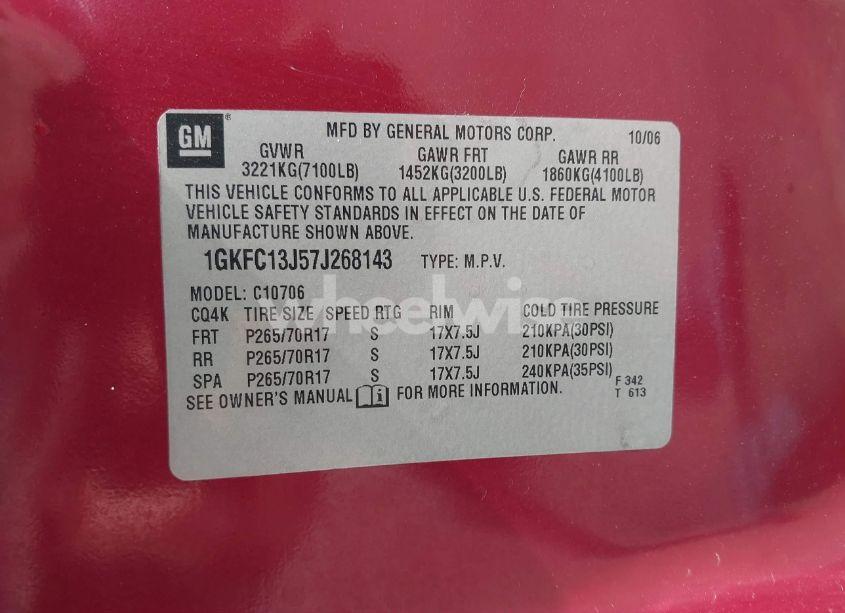 GM ® MFD BY GENERAL MOTORS CORP. 10/06
GVWR GAWR FRT GAWR RR
3221KG(7100LB) 1452KG(3200LB) 1860KG(4100LB)
THIS VEHICLE CONFORMS TO ALL APPLICABLE U.S. FEDERAL MOTOR
VEHICLE SAFETY STANDARDS IN EFFECT ON THE DATE OF
MANUFACTURE SHOWN ABOVE.
1GKFC13J57J268143 TYPE: M.P.V.
MODEL: C10706
CQ4K TIRE SIZE SPEED RTG RIM COLD TIRE PRESSURE
FRT P265/70R17 S 17X7.5J 210KPA(30PSI)
RR P265/70R17 S 17X7.5J 210KPA(30PSI)
SPA P265/70R17 S 17X7.5J 240KPA(35PSI)
SEE OWNER'S MANUAL i FOR MORE INFORMATION.
F 342
T 613